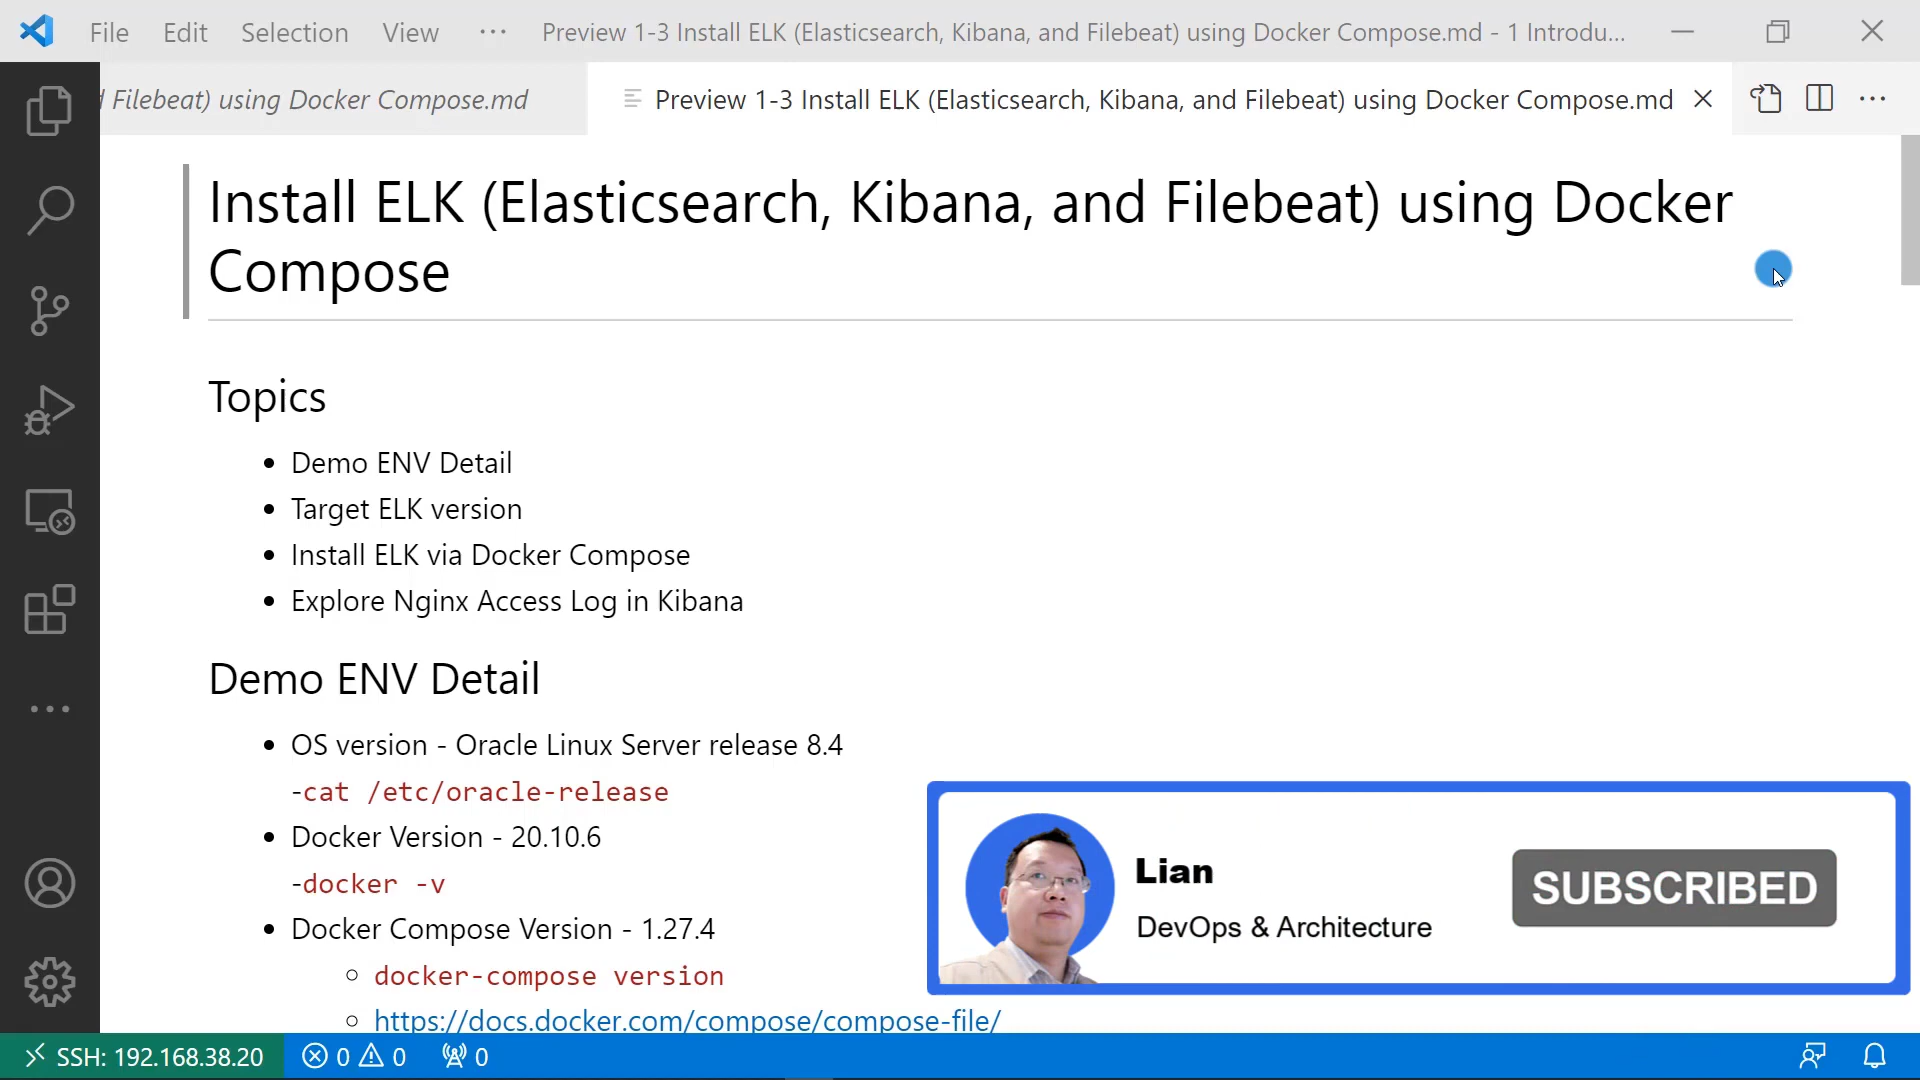 File Edit Selection View ··· Preview 1-3 Install ELK (Elasticsearch, Kibana, and Filebeat) using Docker Compose.md - 1 Introdu...
Filebeat) using Docker Compose.md
Preview 1-3 Install ELK (Elasticsearch, Kibana, and Filebeat) using Docker Compose.md
Install ELK (Elasticsearch, Kibana, and Filebeat) using Docker
Compose
Topics
• Demo ENV Detail
• Target ELK version
• Install ELK via Docker Compose
• Explore Nginx Access Log in Kibana
Demo ENV Detail
• OS version - Oracle Linux Server release 8.4
-cat /etc/oracle-release
• Docker Version - 20.10.6
-docker -v
• Docker Compose Version - 1.27.4
○ docker-compose version
○ https://docs.docker.com/compose/compose-file/
Lian
DevOps & Architecture
SUBSCRIBED
SSH: 192.168.38.20 0 0 0